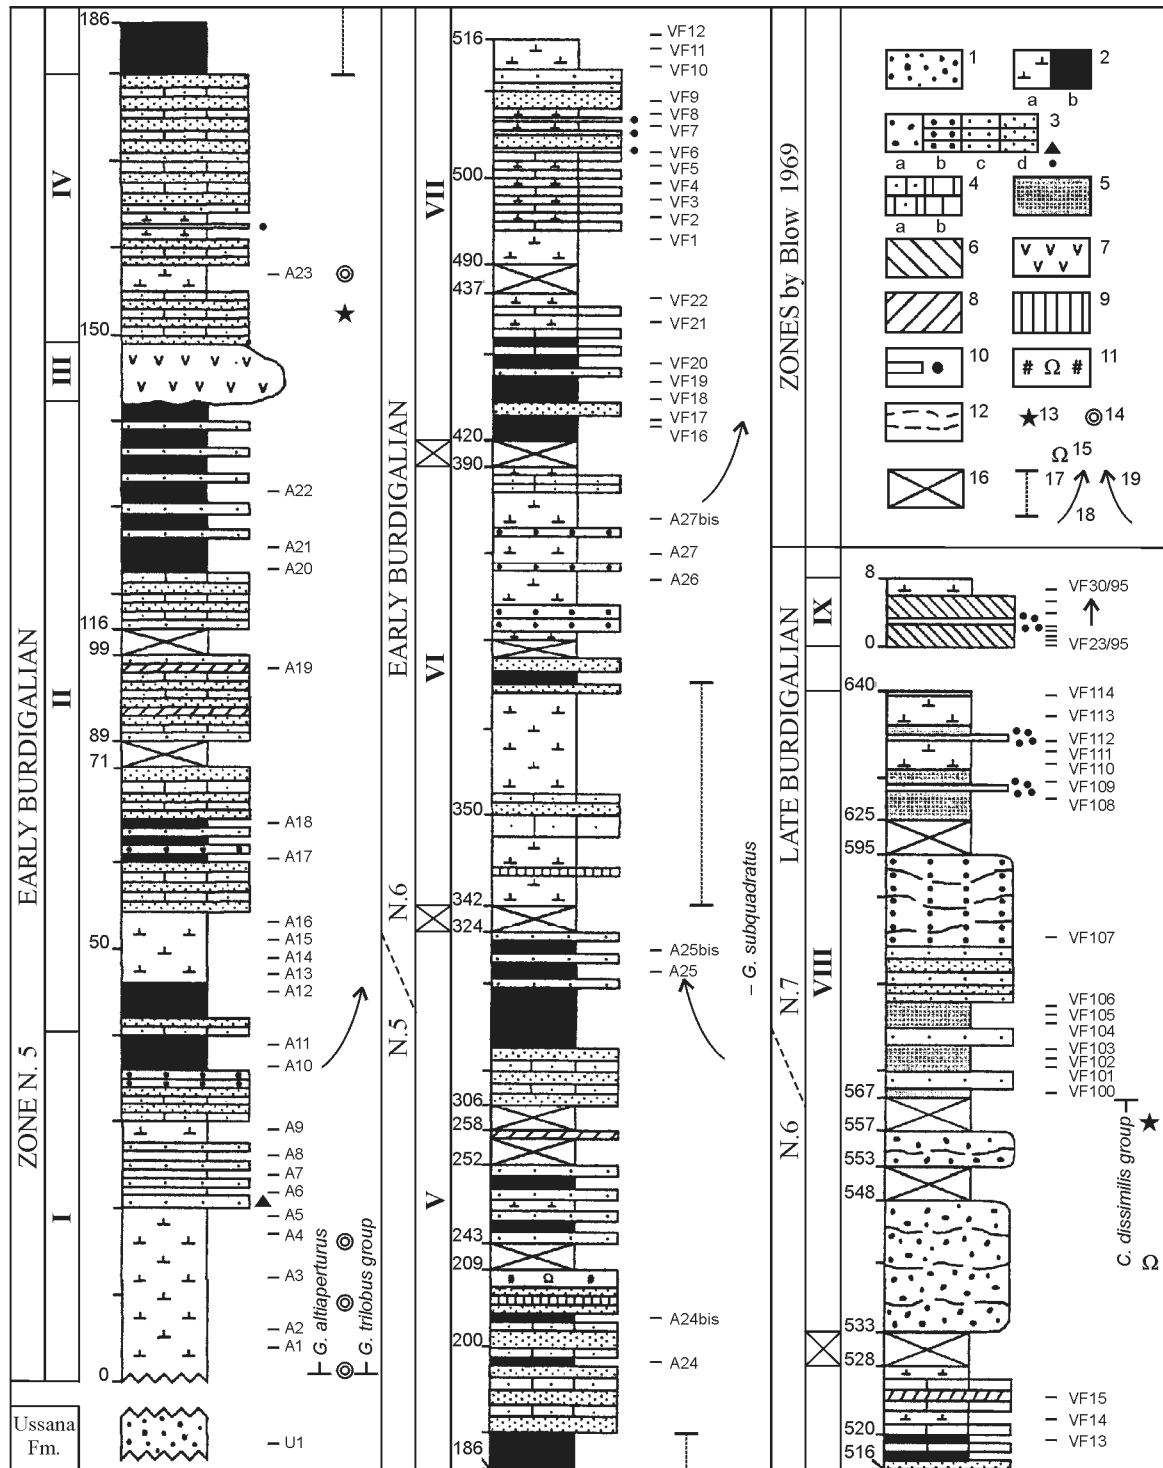 EARLY BURDIGALIAN
ZONE N. 5
IV
III
II
I
Ussana
Fm.
186
150
116
99
89
71
50
0
A23
A22
A21
A20
A19
A18
A17
A16
A15
A14
A13
A12
A11
A10
A9
A8
A7
A6
A5
A4
A3
A2
A1
U1
G. altiaperturus
G. trilobus group
EARLY BURDIGALIAN
N.6
N.5
VII
VI
V
516
500
490
437
420
390
350
342
324
306
258
252
243
209
200
186
VF12
VF11
VF10
VF9
VF8
VF7
VF6
VF5
VF4
VF3
VF2
VF1
VF22
VF21
VF20
VF19
VF18
VF17
VF16
A27bis
A27
A26
A25bis
A25
A24bis
A24
– G. subquadratus
ZONES by Blow 1969
1
2
a b
3
a b c d
4
a b
5
6
7
8
9
10
11
# Ω #
12
13
14
Ω 15
16
17
18
19
LATE BURDIGALIAN
N.7
N.6
IX
VIII
8
0
640
625
595
567
557
553
548
533
528
520
516
VF30/95
VF23/95
VF114
VF113
VF112
VF111
VF110
VF109
VF108
VF107
VF106
VF105
VF104
VF103
VF102
VF101
VF100
VF15
VF14
VF13
C. dissimilis group
Ω
# Ω #